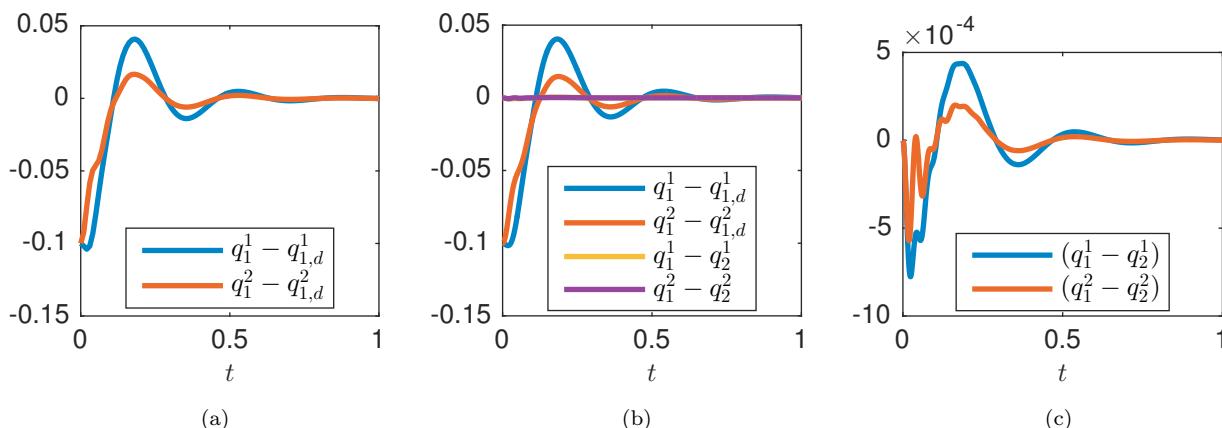 0.05
0
-0.05
-0.1
-0.15
0
0.5
1
t
q_1^1 − q_{1,d}^1
q_1^2 − q_{1,d}^2
(a)
0.05
0
0.05
-0.1
0.15
0
0.5
1
t
q_1^1 − q_{1,d}^1
q_1^2 − q_{1,d}^2
q_1^1 − q_2^1
q_1^2 − q_2^2
(b)
×10^{-4}
5
0
-5
-10
0
0.5
1
t
(q_1^1 − q_2^1)
(q_1^2 − q_2^2)
(c)